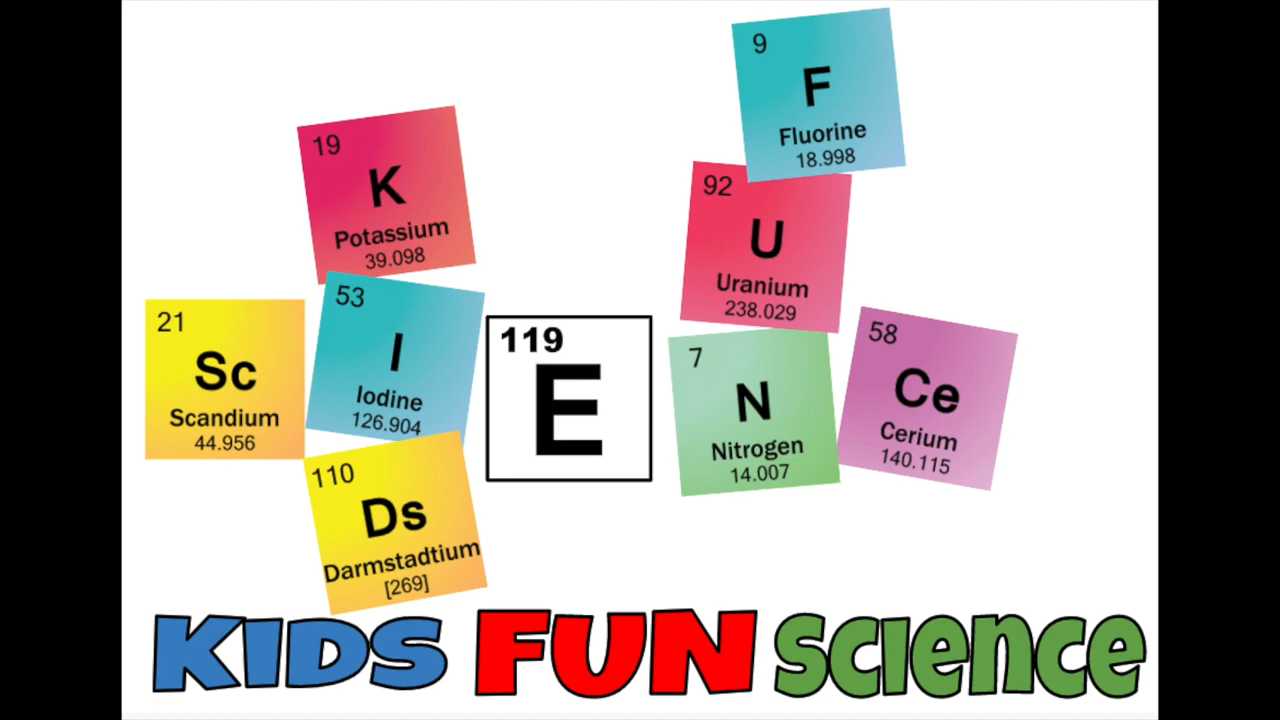 9
F
Fluorine
18.998
19
K
Potassium
39.098
92
U
Uranium
238.029
21
Sc
Scandium
44.956
53
I
Iodine
126.904
119
E
7
N
Nitrogen
14.007
58
Ce
Cerium
140.115
110
Ds
Darmstadtium
[269]
KIDS FUN SCIENCE